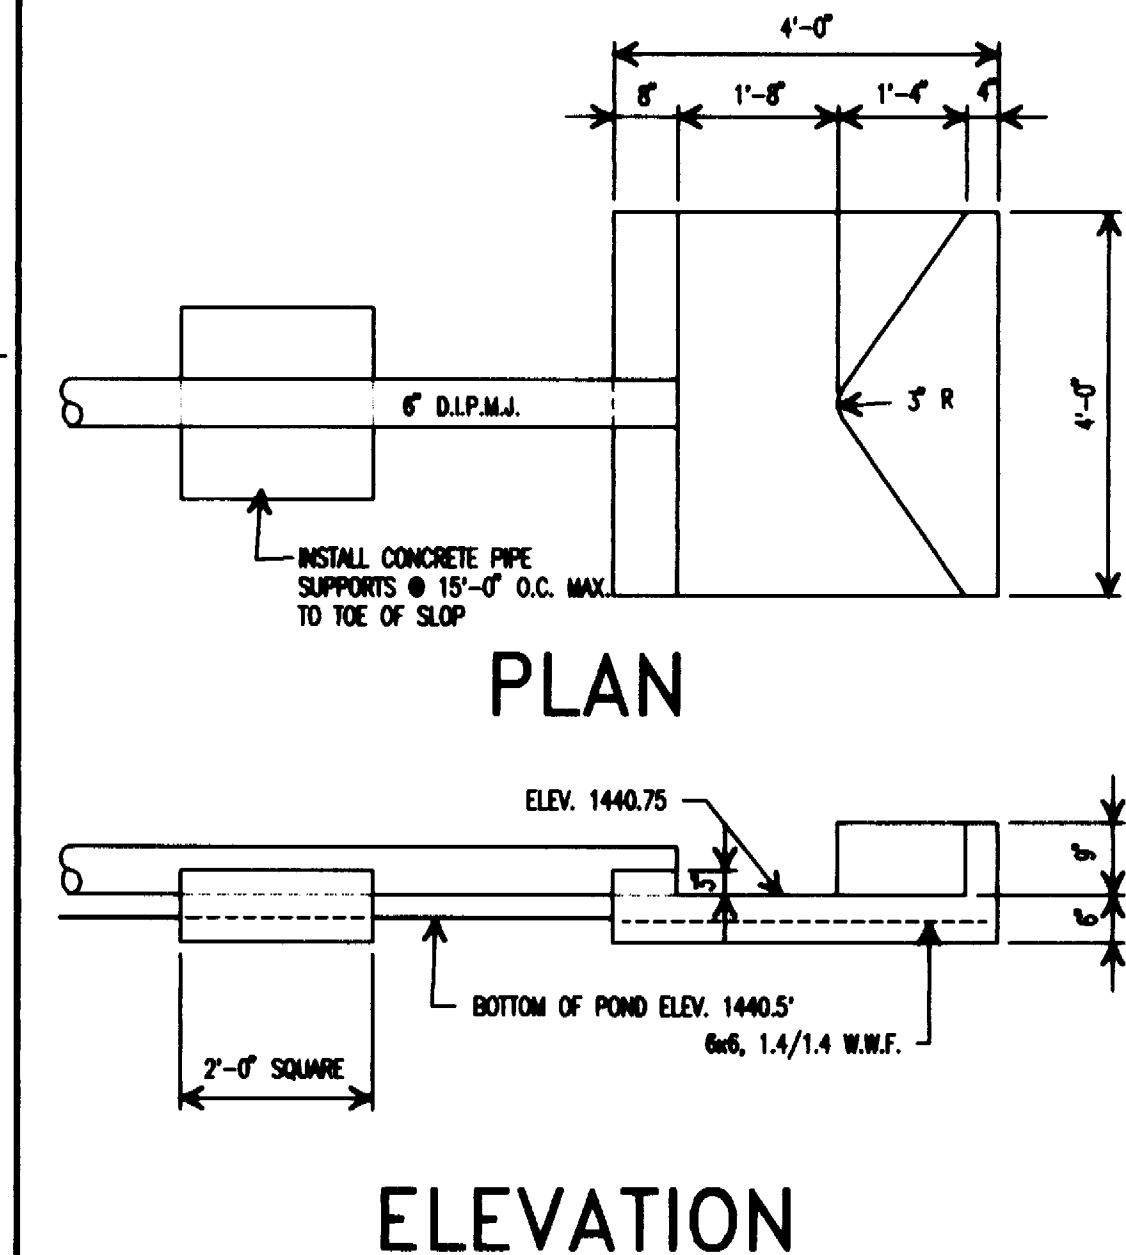 4'-0"
8" 1'-8" 1'-4" 4"
6" D.I.P.M.J.
3" R
4'-0"
INSTALL CONCRETE PIPE
SUPPORTS @ 15'-0" O.C. MAX.
TO TOE OF SLOP
PLAN
ELEV. 1440.75
3"
9"
6"
BOTTOM OF POND ELEV. 1440.5'
6x6, 1.4/1.4 W.W.F.
2'-0" SQUARE
ELEVATION